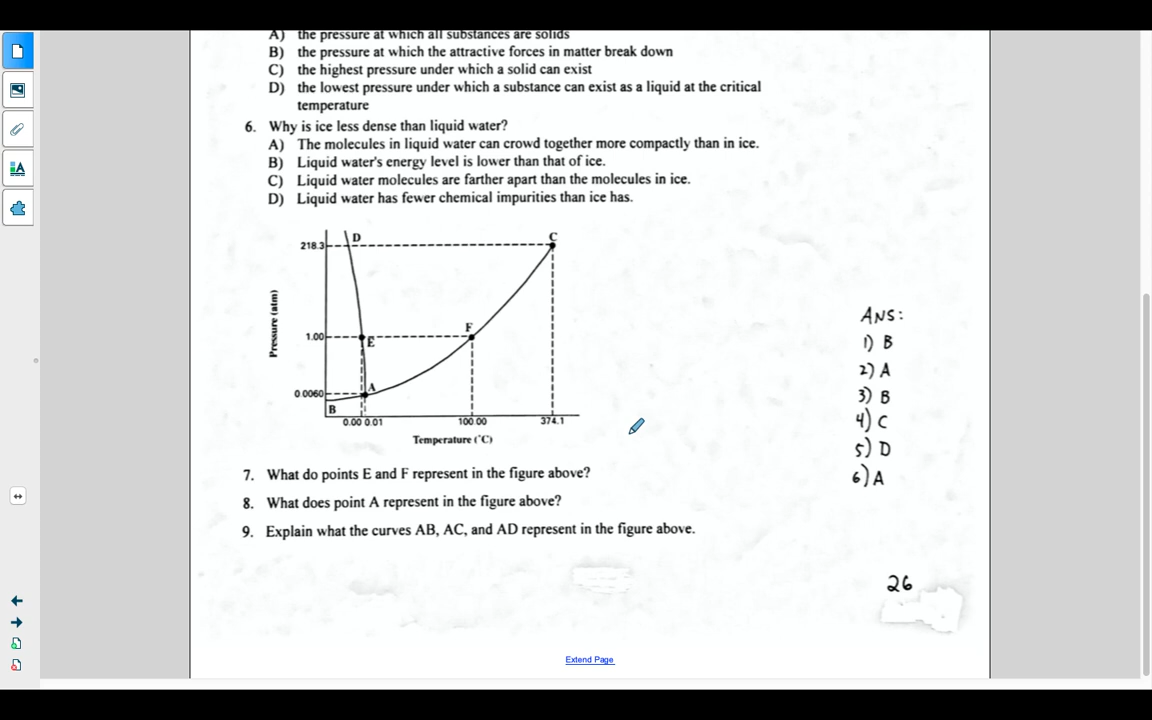 A) the pressure at which all substances are solids
B) the pressure at which the attractive forces in matter break down
C) the highest pressure under which a solid can exist
D) the lowest pressure under which a substance can exist as a liquid at the critical
temperature
6. Why is ice less dense than liquid water?
A) The molecules in liquid water can crowd together more compactly than in ice.
B) Liquid water's energy level is lower than that of ice.
C) Liquid water molecules are farther apart than the molecules in ice.
D) Liquid water has fewer chemical impurities than ice has.
D
C
218.3
Pressure (atm)
F
1.00
E
A
0.0060
B
0.00 0.01
100.00
374.1
Temperature (°C)
7. What do points E and F represent in the figure above?
8. What does point A represent in the figure above?
9. Explain what the curves AB, AC, and AD represent in the figure above.
ANS:
1) B
2) A
3) B
4) C
5) D
6) A
26
Extend Page